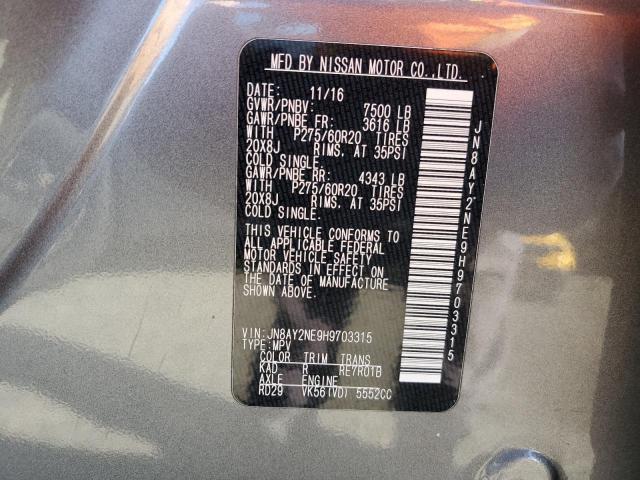 MFD BY NISSAN MOTOR CO.,LTD.
DATE: 11/16
GVWR/PNBV: 7500 LB
GAWR/PNBE FR: 3616 LB
WITH P275/60R20 TIRES
20X8J RIMS, AT 35PSI
COLD SINGLE.
GAWR/PNBE RR: 4343 LB
WITH P275/60R20 TIRES
20X8J RIMS, AT 35PSI
COLD SINGLE.
THIS VEHICLE CONFORMS TO
ALL APPLICABLE FEDERAL
MOTOR VEHICLE SAFETY
STANDARDS IN EFFECT ON
THE DATE OF MANUFACTURE
SHOWN ABOVE.
VIN: JN8AY2NE9H9703315
TYPE: MPV
COLOR TRIM TRANS
KAD R RE7R01B
AXLE ENGINE
RD29 VK56(VD) 5552CC
JN8AY2NE9H9703315